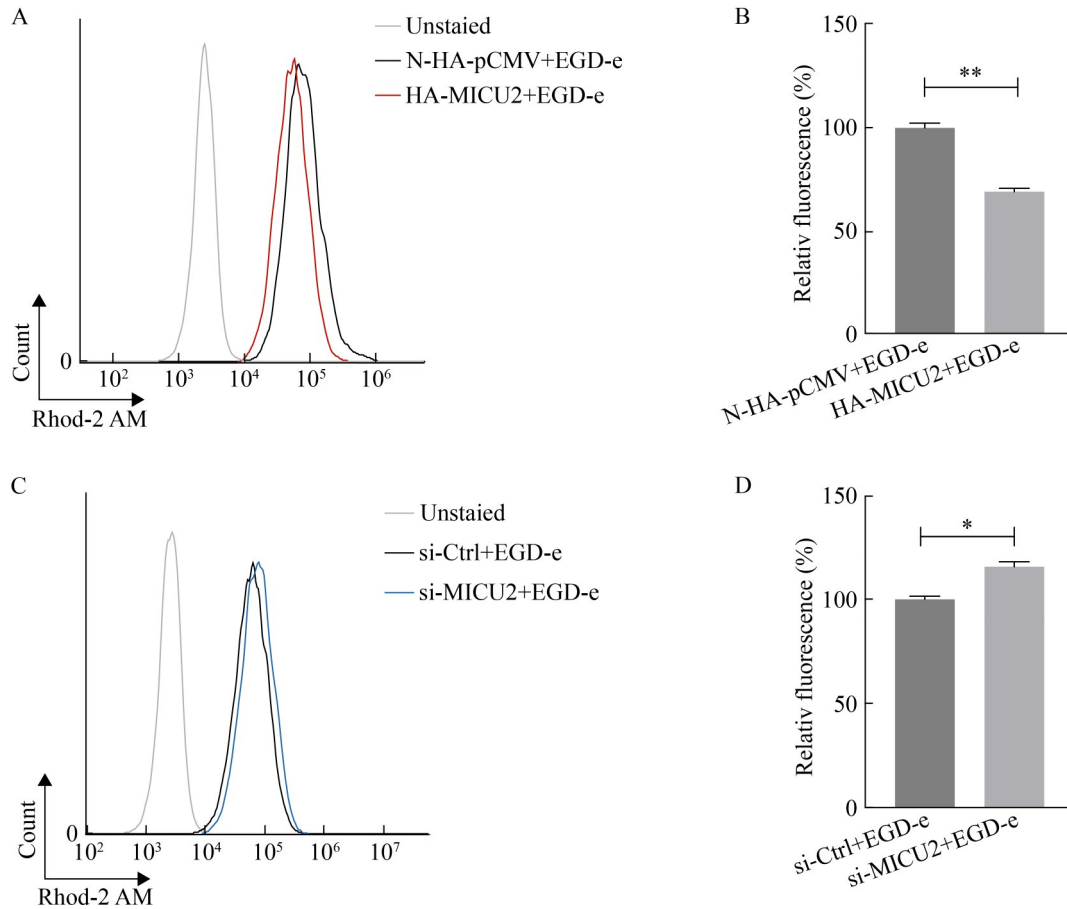 A
Unstaied
N-HA-pCMV+EGD-e
HA-MICU2+EGD-e
Count
0
10²
10³
10⁴
10⁵
10⁶
Rhod-2 AM
B
Relativ fluorescence (%)
150
100
50
0
**
N-HA-pCMV+EGD-e
HA-MICU2+EGD-e
C
Unstaied
si-Ctrl+EGD-e
si-MICU2+EGD-e
Count
0
10²
10³
10⁴
10⁵
10⁶
10⁷
Rhod-2 AM
D
Relativ fluorescence (%)
150
100
50
0
*
si-Ctrl+EGD-e
si-MICU2+EGD-e